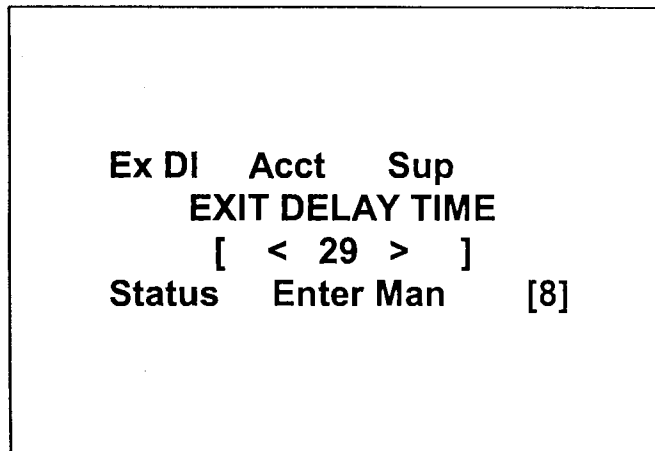 Ex Dl Acct Sup
EXIT DELAY TIME
[ < 29 > ]
Status Enter Man [8]